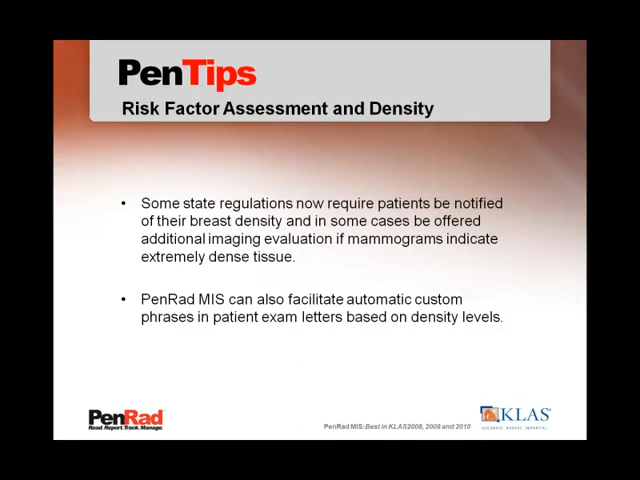 PenTips
Risk Factor Assessment and Density
• Some state regulations now require patients be notified
of their breast density and in some cases be offered
additional imaging evaluation if mammograms indicate
extremely dense tissue.
• PenRad MIS can also facilitate automatic custom
phrases in patient exam letters based on density levels.
PenRad
Read. Report. Track. Manage.
PenRad MIS: Best in KLAS 2008, 2009 and 2010
KLAS
ACCURATE, HONEST, IMPARTIAL